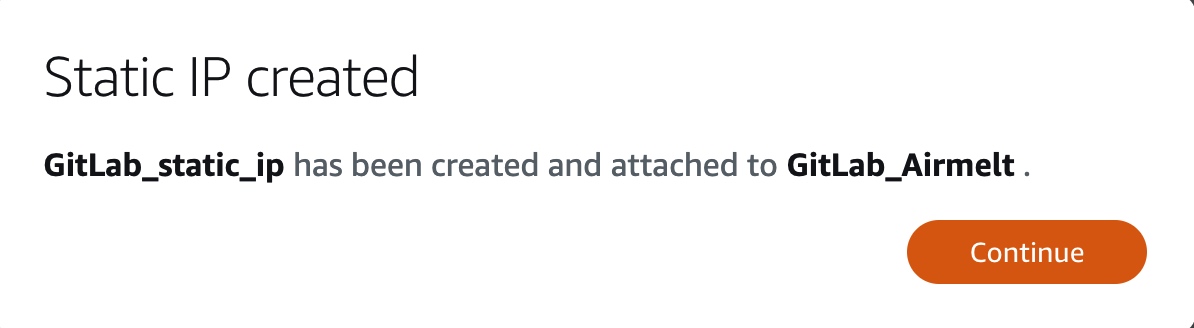 Static IP created
GitLab_static_ip has been created and attached to GitLab_Airmelt .
Continue